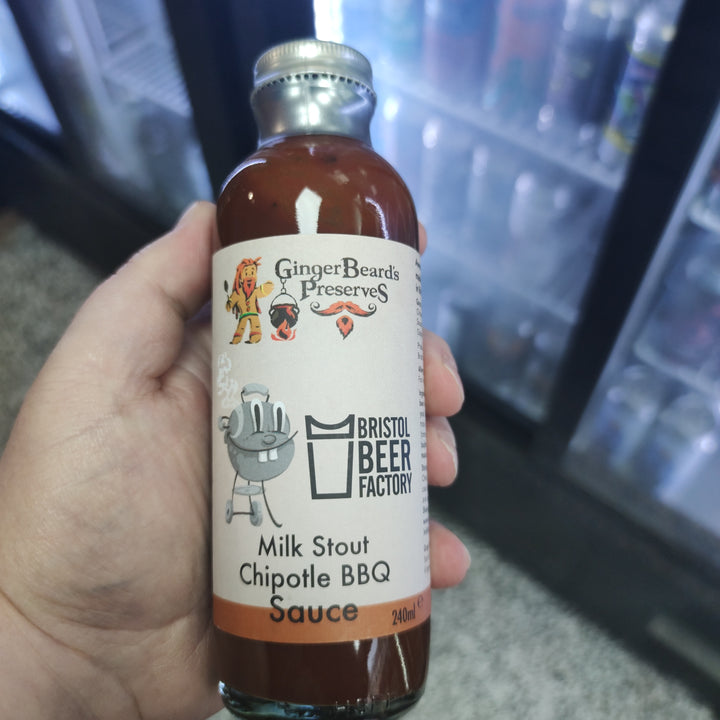 GingerBeard's
Preserves
BRISTOL
BEER
FACTORY
Milk Stout
Chipotle BBQ
Sauce
240ml e